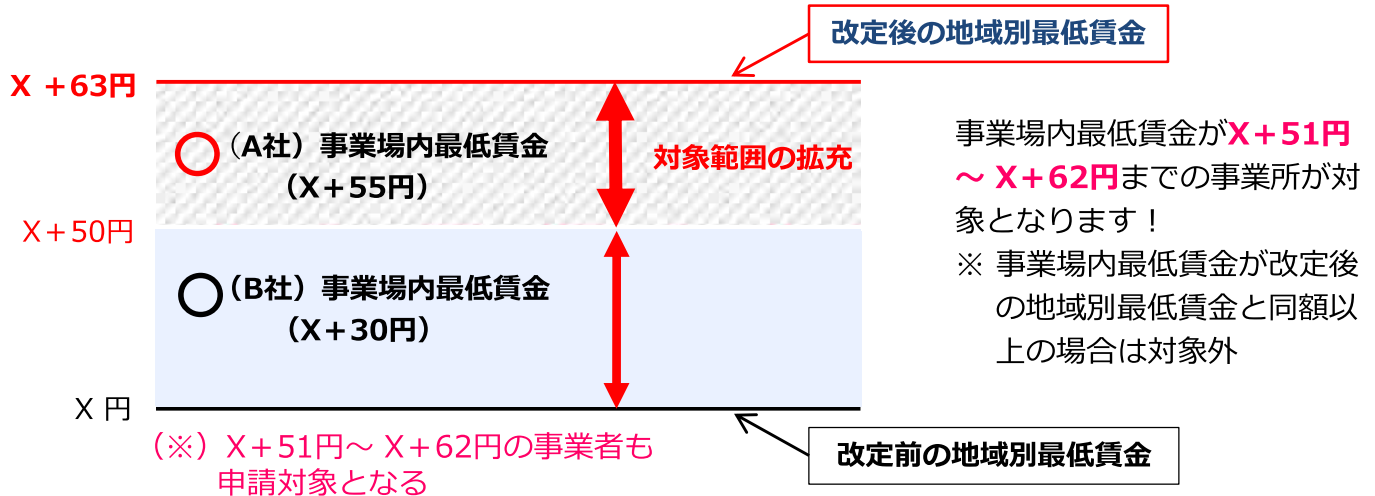 改定後の地域別最低賃金
X +63円
(A社)事業場内最低賃金
(X+55円)
対象範囲の拡充
X+50円
(B社)事業場内最低賃金
(X+30円)
X 円
(※)X+51円~ X+62円の事業者も
申請対象となる
改定前の地域別最低賃金
事業場内最低賃金がX+51円
~ X+62円までの事業所が対
象となります!
※ 事業場内最低賃金が改定後
の地域別最低賃金と同額以
上の場合は対象外